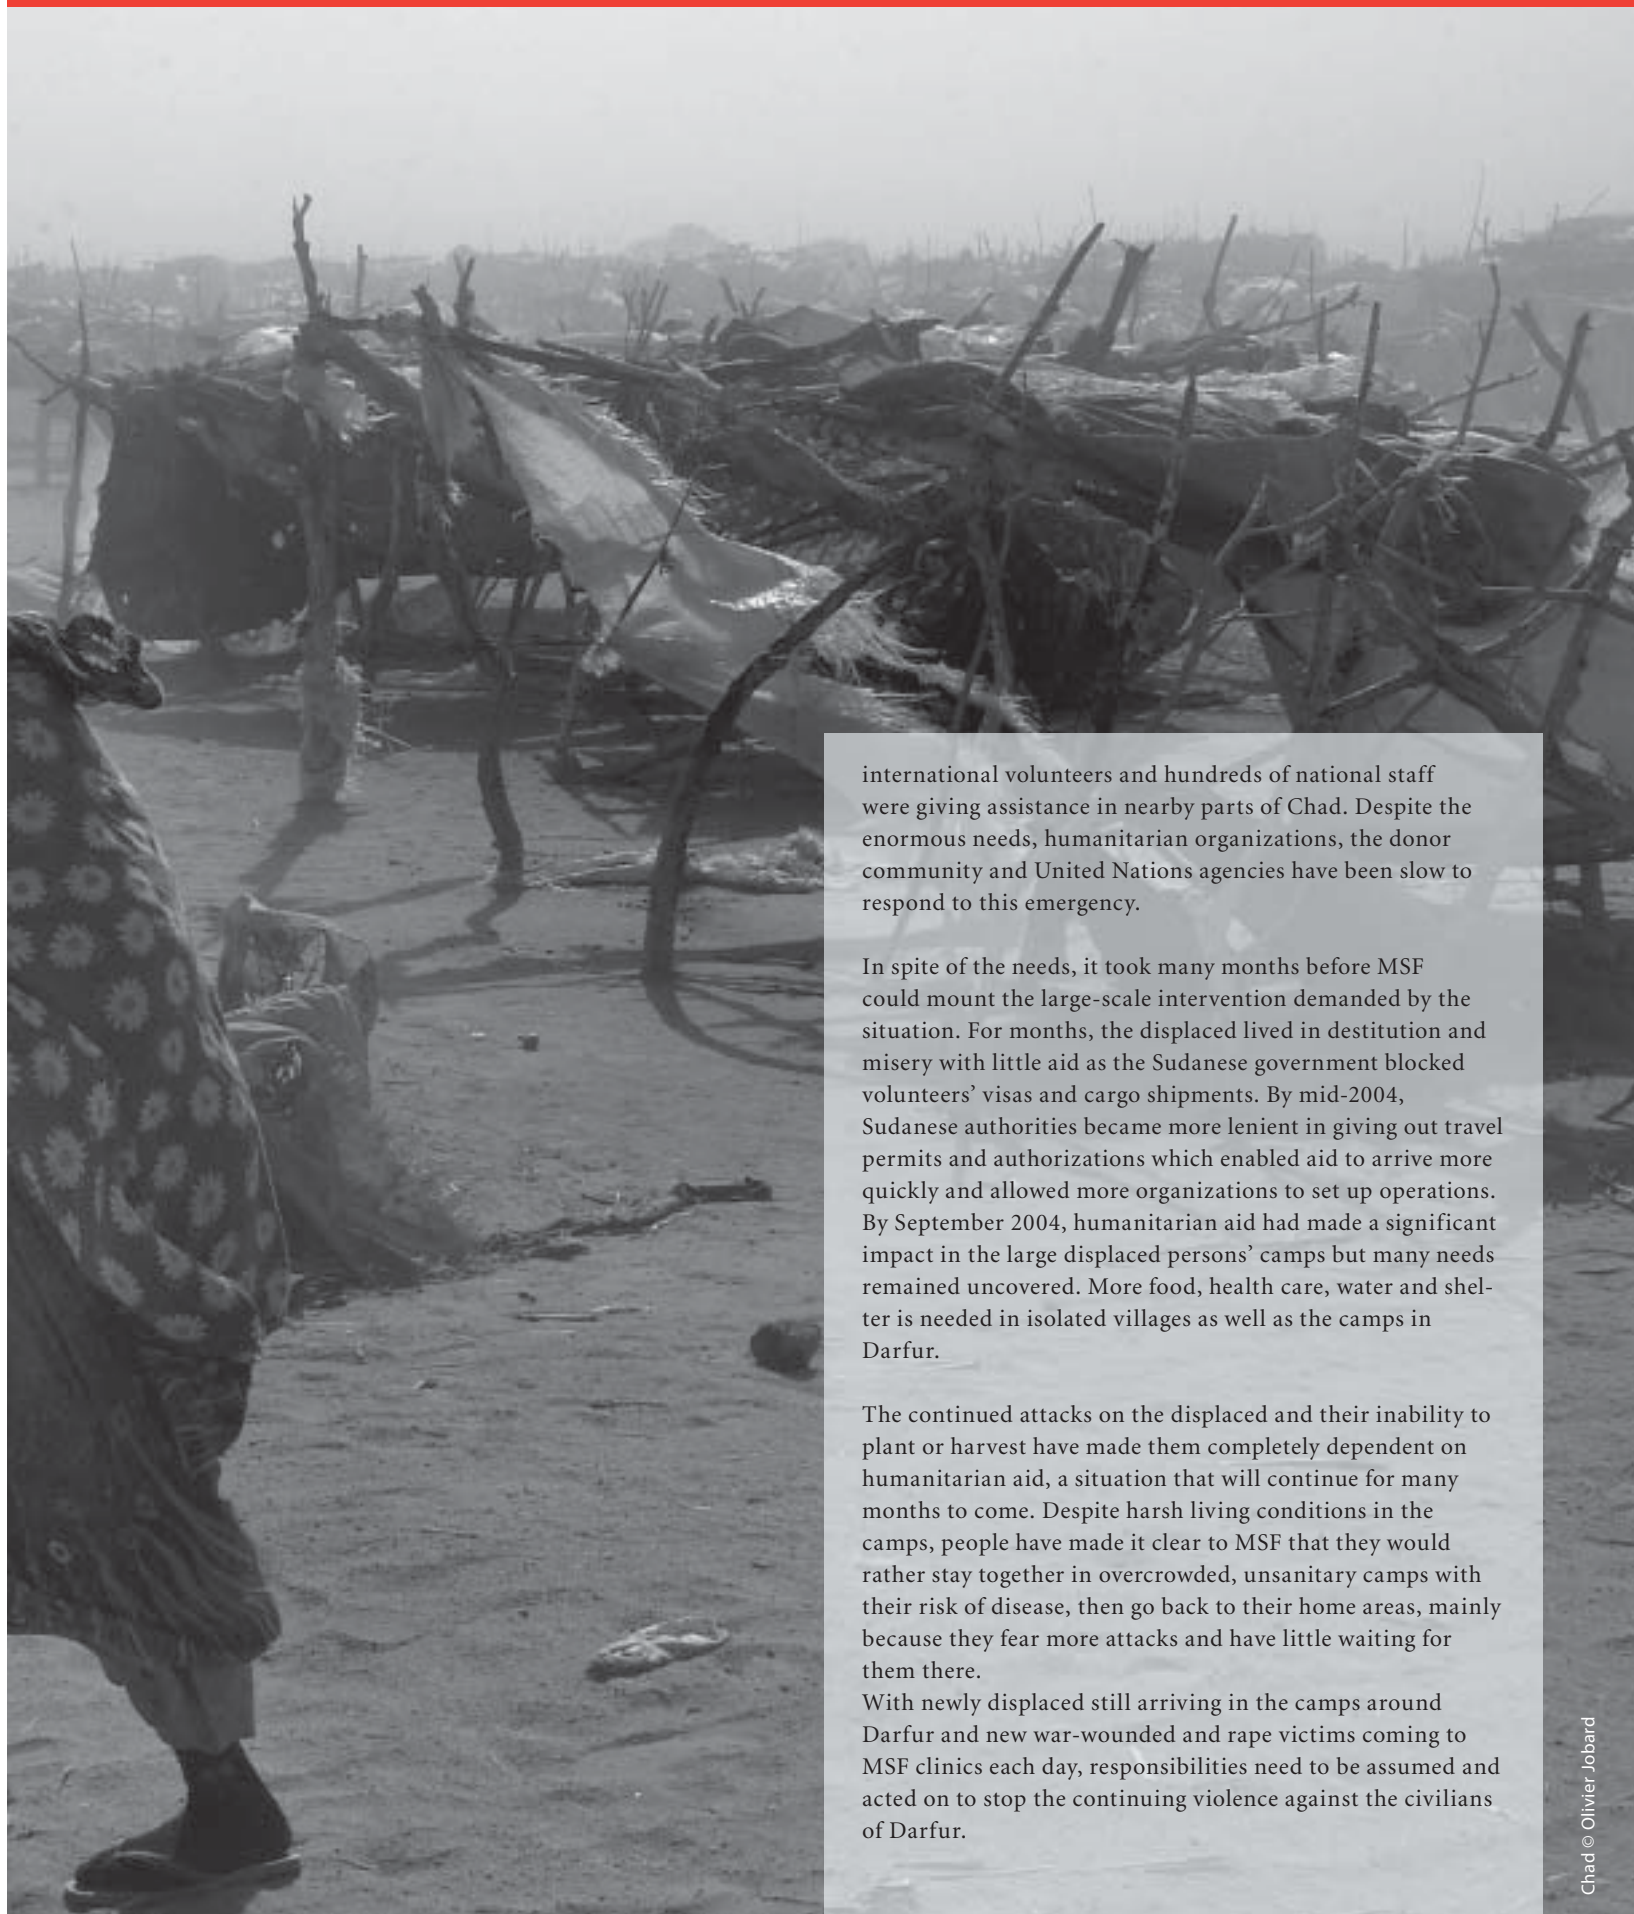 international volunteers and hundreds of national staff
were giving assistance in nearby parts of Chad. Despite the
enormous needs, humanitarian organizations, the donor
community and United Nations agencies have been slow to
respond to this emergency.
In spite of the needs, it took many months before MSF
could mount the large-scale intervention demanded by the
situation. For months, the displaced lived in destitution and
misery with little aid as the Sudanese government blocked
volunteers’ visas and cargo shipments. By mid-2004,
Sudanese authorities became more lenient in giving out travel
permits and authorizations which enabled aid to arrive more
quickly and allowed more organizations to set up operations.
By September 2004, humanitarian aid had made a significant
impact in the large displaced persons’ camps but many needs
remained uncovered. More food, health care, water and shel-
ter is needed in isolated villages as well as the camps in
Darfur.
The continued attacks on the displaced and their inability to
plant or harvest have made them completely dependent on
humanitarian aid, a situation that will continue for many
months to come. Despite harsh living conditions in the
camps, people have made it clear to MSF that they would
rather stay together in overcrowded, unsanitary camps with
their risk of disease, then go back to their home areas, mainly
because they fear more attacks and have little waiting for
them there.
With newly displaced still arriving in the camps around
Darfur and new war-wounded and rape victims coming to
MSF clinics each day, responsibilities need to be assumed and
acted on to stop the continuing violence against the civilians
of Darfur.
Chad © Olivier Jobard